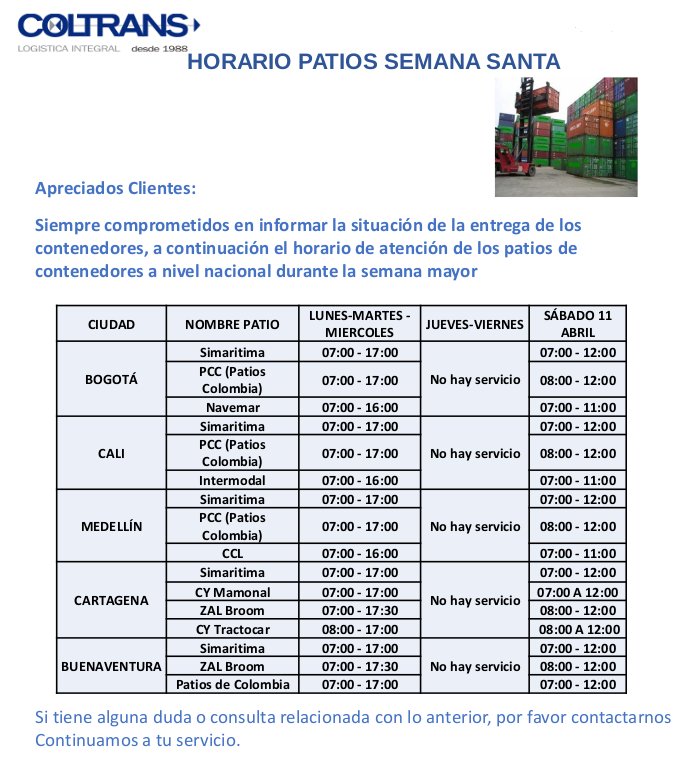 COLTRANS
LOGISTICA INTEGRAL desde 1988
HORARIO PATIOS SEMANA SANTA
Apreciados Clientes:
Siempre comprometidos en informar la situación de la entrega de los
contenedores, a continuación el horario de atención de los patios de
contenedores a nivel nacional durante la semana mayor
CIUDAD NOMBRE PATIO LUNES-MARTES - MIERCOLES JUEVES-VIERNES SÁBADO 11 ABRIL
BOGOTÁ
Simaritima 07:00 - 17:00 07:00 - 12:00
PCC (Patios Colombia) 07:00 - 17:00 No hay servicio 08:00 - 12:00
Navemar 07:00 - 16:00 07:00 - 11:00
CALI
Simaritima 07:00 - 17:00 07:00 - 12:00
PCC (Patios Colombia) 07:00 - 17:00 No hay servicio 08:00 - 12:00
Intermodal 07:00 - 16:00 07:00 - 11:00
MEDELLÍN
Simaritima 07:00 - 17:00 07:00 - 12:00
PCC (Patios Colombia) 07:00 - 17:00 No hay servicio 08:00 - 12:00
CCL 07:00 - 16:00 07:00 - 11:00
CARTAGENA
Simaritima 07:00 - 17:00 07:00 - 12:00
CY Mamonal 07:00 - 17:00 No hay servicio 07:00 A 12:00
ZAL Broom 07:00 - 17:30 08:00 - 12:00
CY Tractocar 08:00 - 17:00 08:00 A 12:00
BUENAVENTURA
Simaritima 07:00 - 17:00 07:00 - 12:00
ZAL Broom 07:00 - 17:30 No hay servicio 08:00 - 12:00
Patios de Colombia 07:00 - 17:00 07:00 - 12:00
Si tiene alguna duda o consulta relacionada con lo anterior, por favor contactarnos
Continuamos a tu servicio.